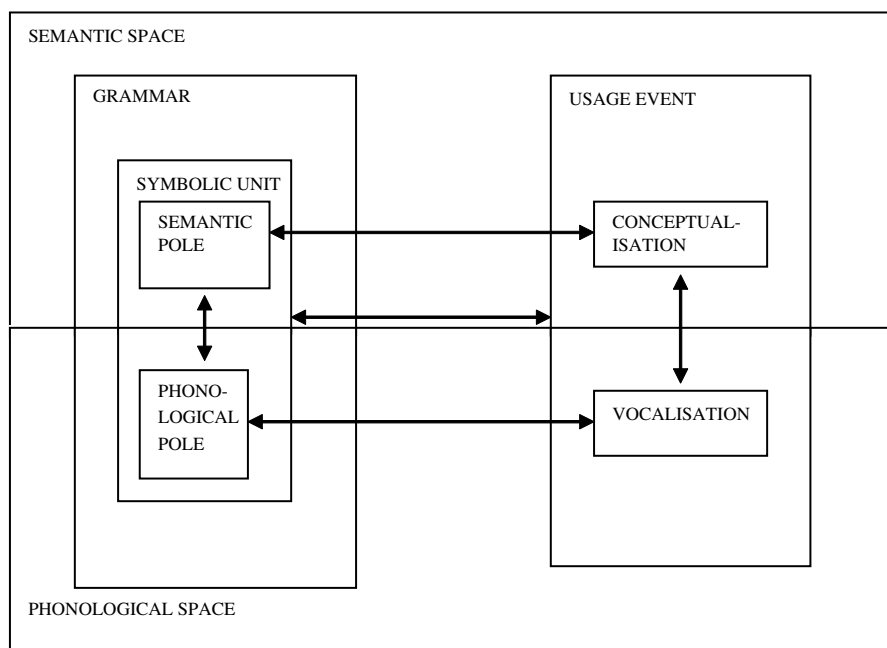 SEMANTIC SPACE
GRAMMAR
USAGE EVENT
SYMBOLIC UNIT
SEMANTIC
POLE
CONCEPTUAL-
ISATION
PHONO-
LOGICAL
POLE
VOCALISATION
PHONOLOGICAL SPACE